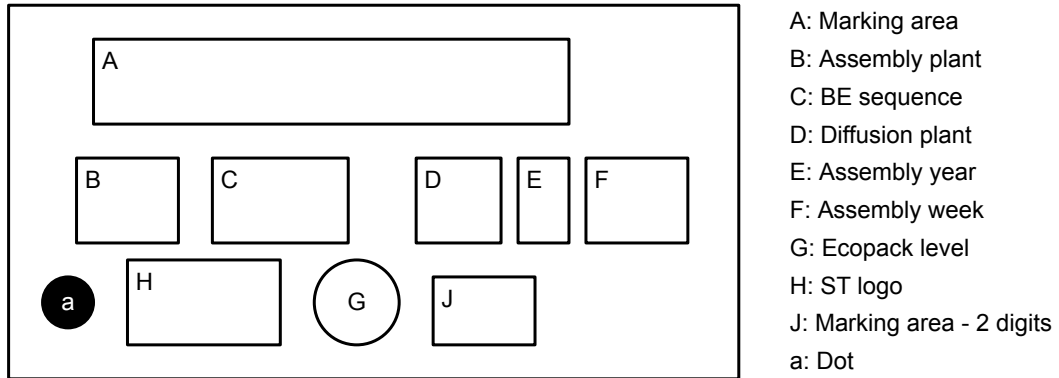 A
B
C
D
E
F
a
H
G
J
A: Marking area
B: Assembly plant
C: BE sequence
D: Diffusion plant
E: Assembly year
F: Assembly week
G: Ecopack level
H: ST logo
J: Marking area - 2 digits
a: Dot